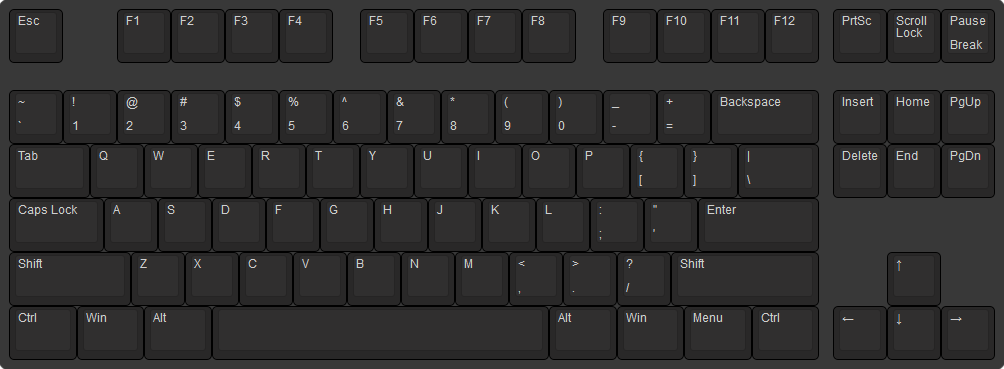 Esc F1 F2 F3 F4 F5 F6 F7 F8 F9 F10 F11 F12 PrtSc Scroll Pause
Lock
Break
~ ! @ # $ % ^ & * ( ) _ + Backspace Insert Home PgUp
` 1 2 3 4 5 6 7 8 9 0 - =
Tab Q W E R T Y U I O P { } | Delete End PgDn
[ ] \
Caps Lock A S D F G H J K L : " Enter
; '
Shift Z X C V B N M < > ? Shift ↑
, . /
Ctrl Win Alt Alt Win Menu Ctrl ← ↓ →